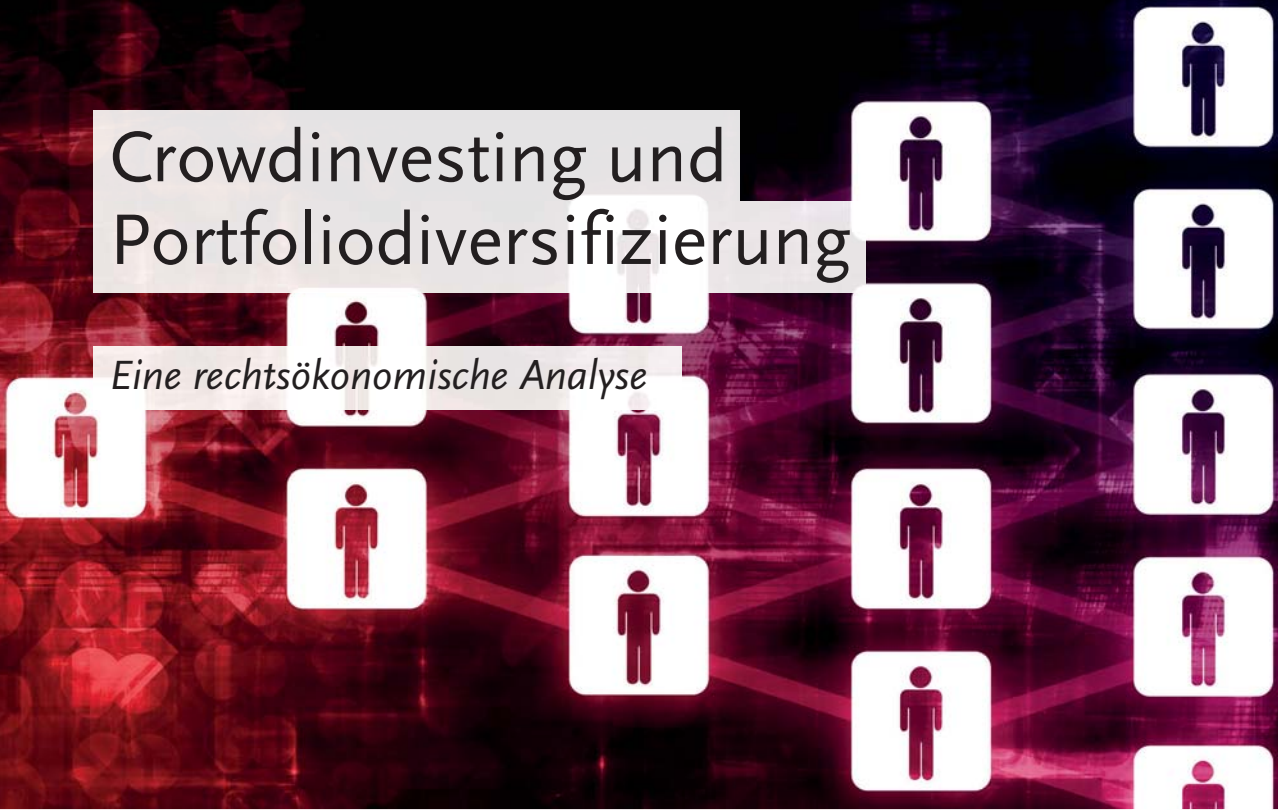 Crowdinvesting und
Portfoliodiversifizierung
Eine rechtsökonomische Analyse